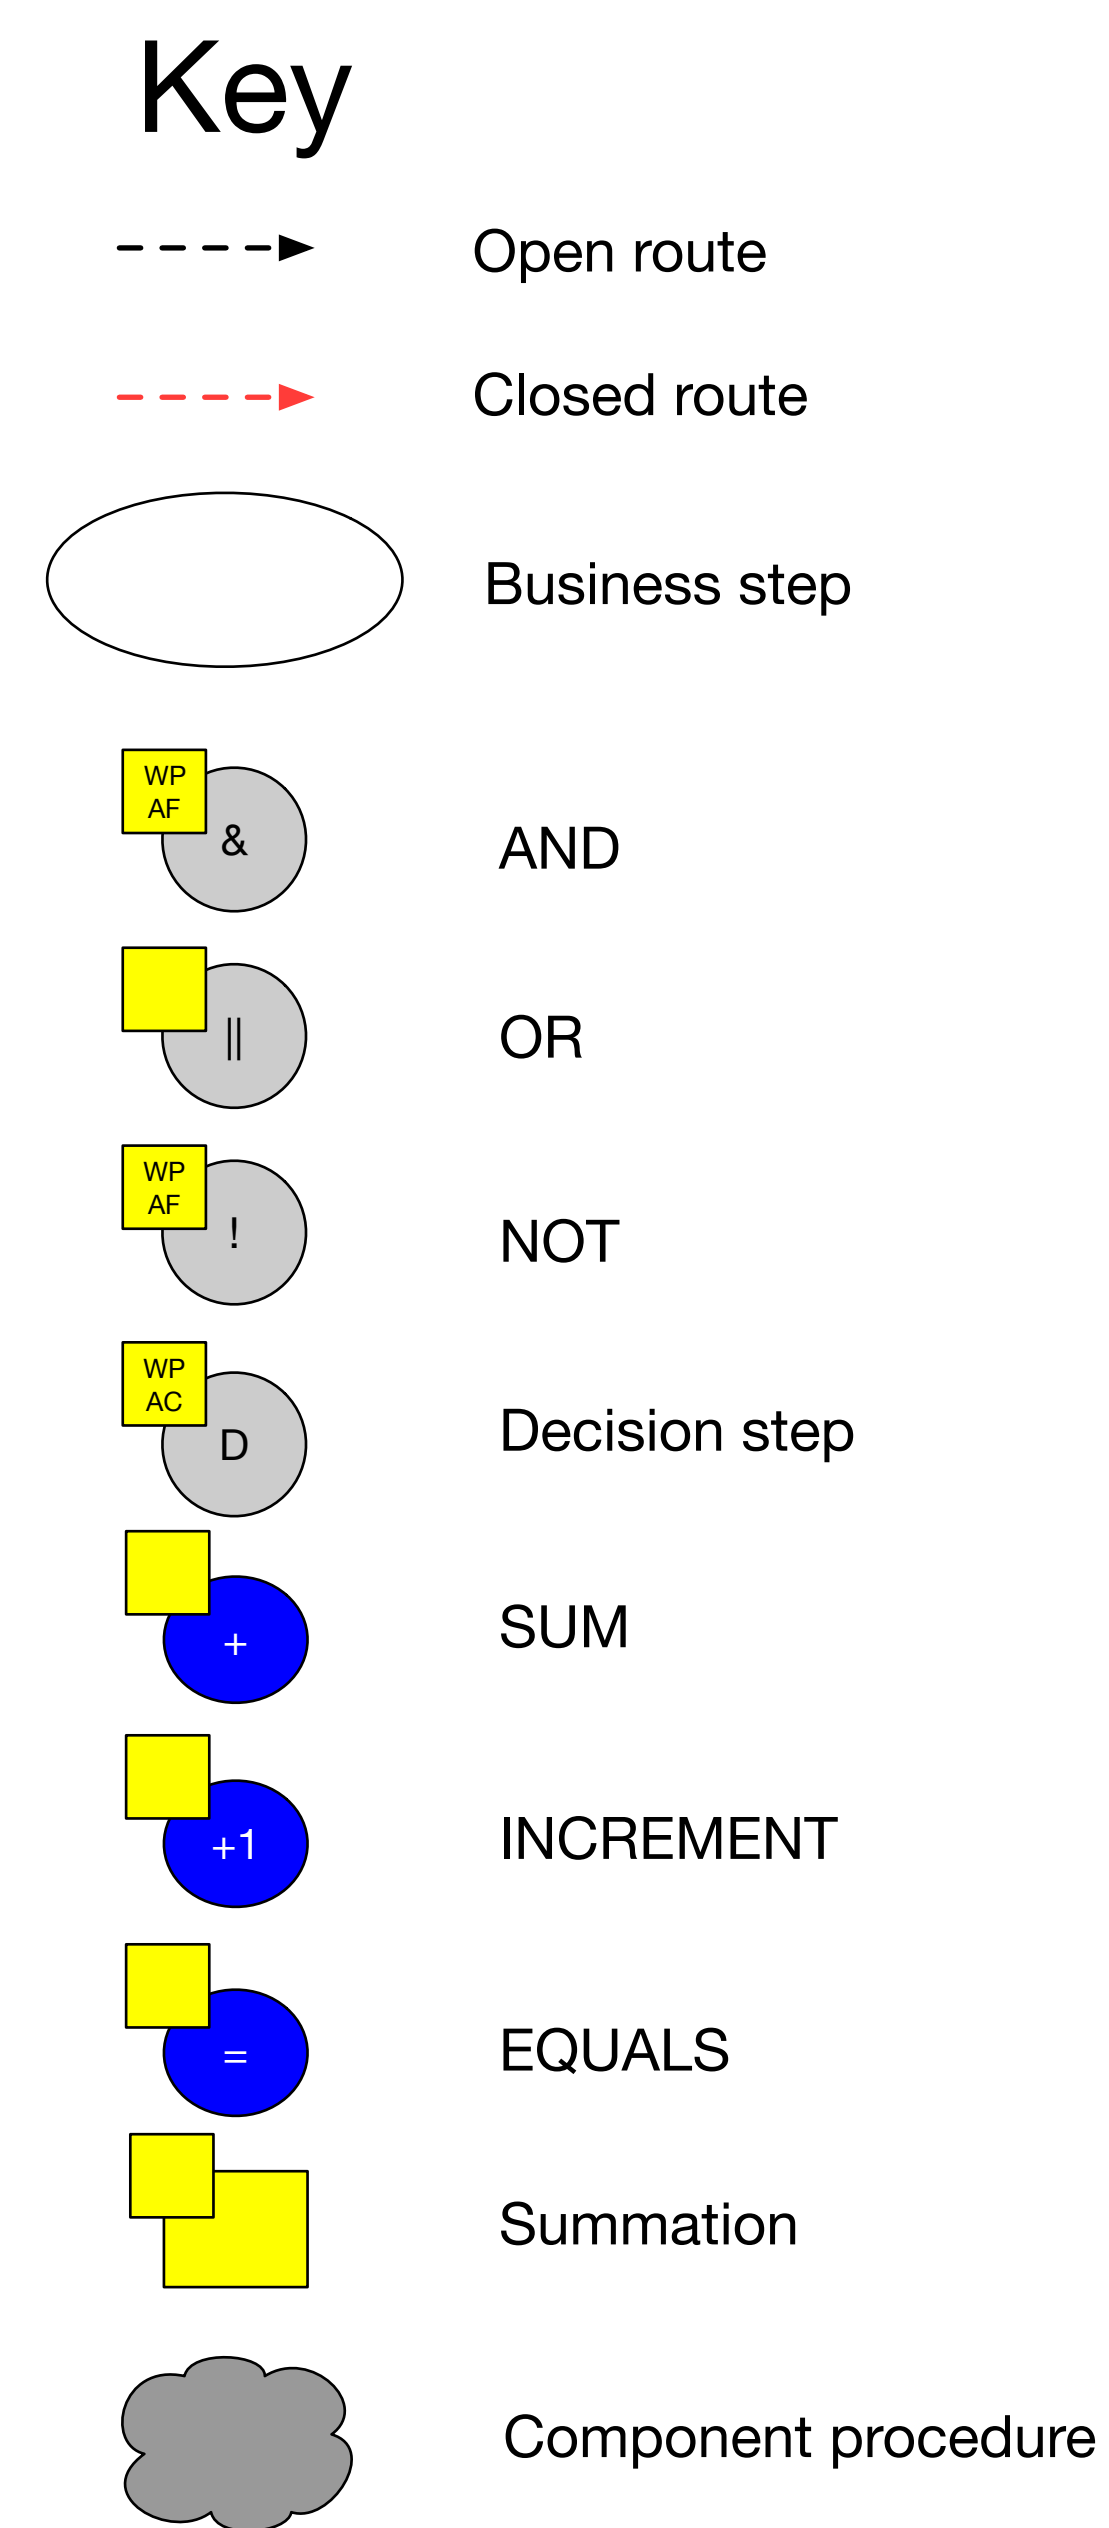 Key
Open route
Closed route
Business step
WP
AF
&
AND
||
OR
WP
AF
!
NOT
WP
AC
D
Decision step
+
SUM
+1
INCREMENT
=
EQUALS
Summation
Component procedure